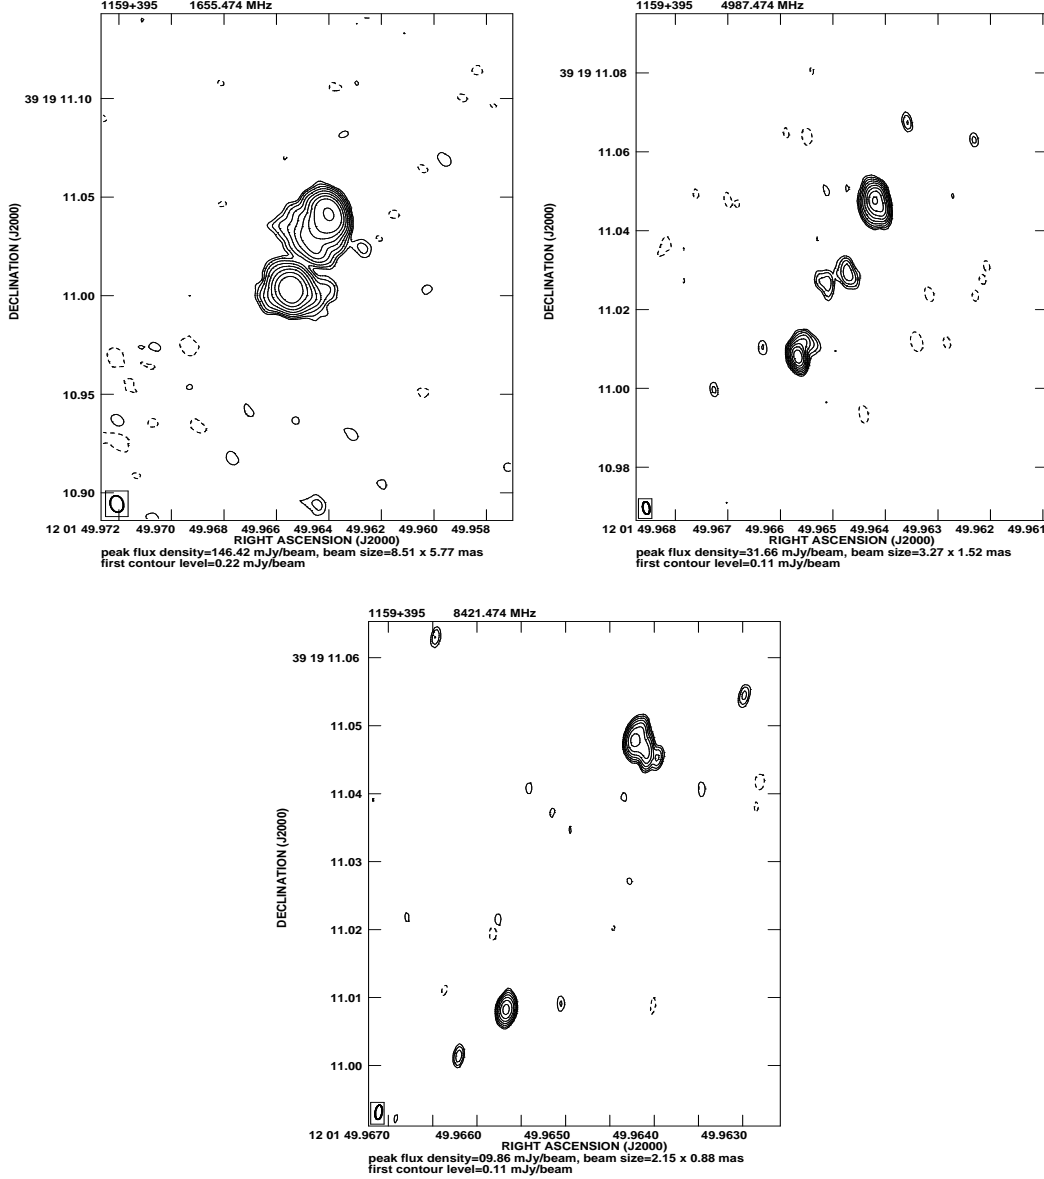 1159+395 1655.474 MHz
39 19 11.10
11.05
11.00
10.95
10.90
DECLINATION (J2000)
12 01 49.972 49.970 49.968 49.966 49.964 49.962 49.960 49.958
RIGHT ASCENSION (J2000)
peak flux density=146.42 mJy/beam, beam size=8.51 x 5.77 mas
first contour level=0.22 mJy/beam
1159+395 4987.474 MHz
39 19 11.08
11.06
11.04
11.02
11.00
10.98
DECLINATION (J2000)
12 01 49.968 49.967 49.966 49.965 49.964 49.963 49.962 49.961
RIGHT ASCENSION (J2000)
peak flux density=31.66 mJy/beam, beam size=3.27 x 1.52 mas
first contour level=0.11 mJy/beam
1159+395 8421.474 MHz
39 19 11.06
11.05
11.04
11.03
11.02
11.01
11.00
DECLINATION (J2000)
12 01 49.9670 49.9660 49.9650 49.9640 49.9630
RIGHT ASCENSION (J2000)
peak flux density=09.86 mJy/beam, beam size=2.15 x 0.88 mas
first contour level=0.11 mJy/beam